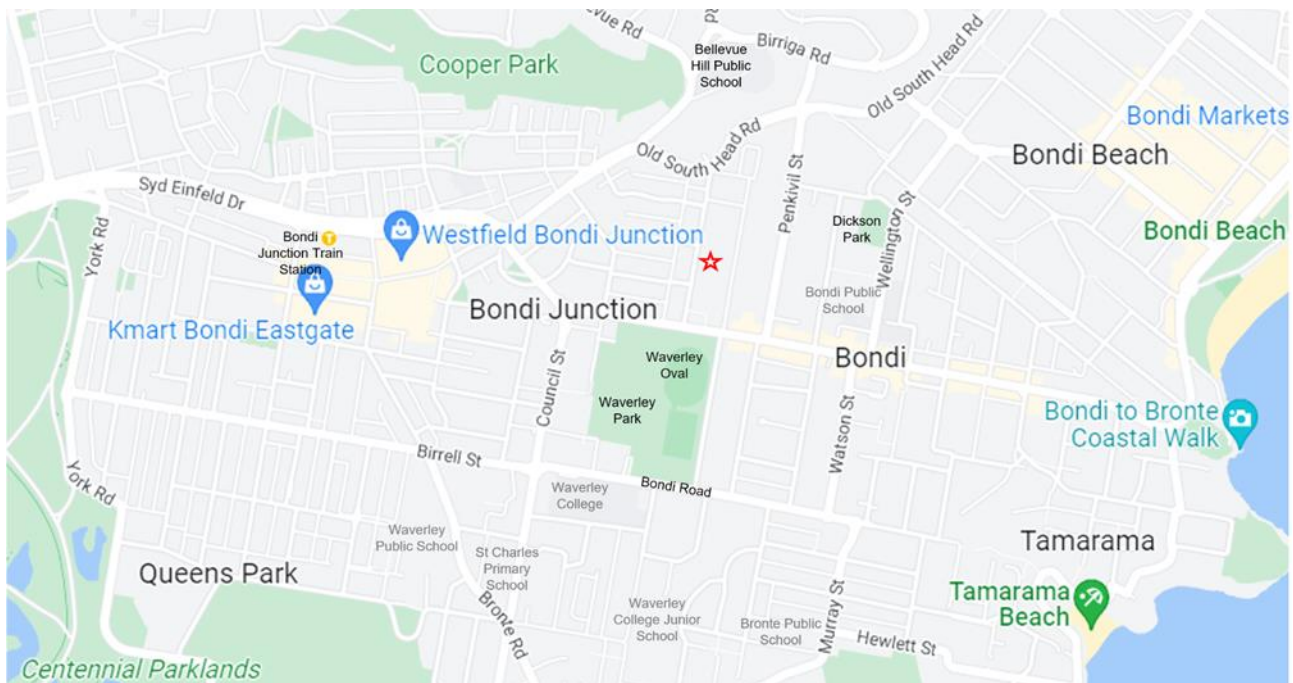 vue Rd
Birriga Rd
Bellevue
Hill Public
School
Cooper Park
Old South Head Rd
Bondi Markets
Old South Head Rd
Bondi Beach
Penkivil St
Syd Einfeld Dr
Wellington St
Dickson
Park
Bondi
Junction Train
Station
T
Westfield Bondi Junction
Bondi Beach
York Rd
Bondi Public
School
Bondi Junction
Kmart Bondi Eastgate
Waverley
Oval
Bondi
Council St
Waverley
Park
Bondi to Bronte
Coastal Walk
Watson St
Birrell St
York Rd
Bondi Road
Waverley
College
Waverley
Public School
St Charles
Primary
School
Tamarama
Queens Park
Bronte Rd
Waverley
College Junior
School
Bronte Public
School
Murray St
Tamarama
Beach
Hewlett St
Centennial Parklands